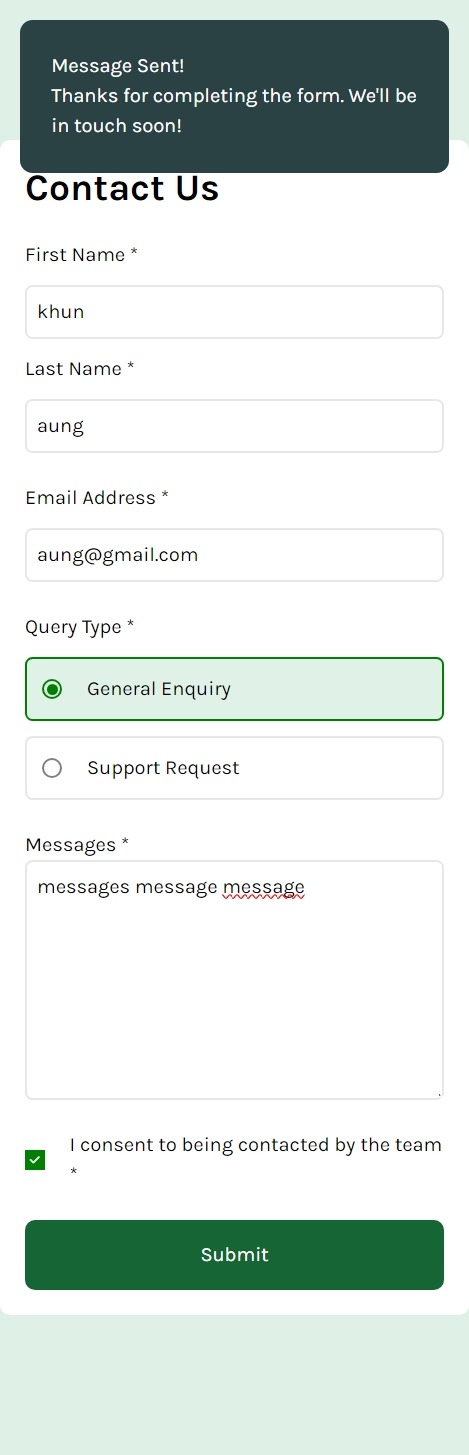 Message Sent!
Thanks for completing the form. We'll be
in touch soon!
Contact Us
First Name *
khun
Last Name *
aung
Email Address *
aung@gmail.com
Query Type *
General Enquiry
Support Request
Messages *
messages message message
I consent to being contacted by the team
*
Submit